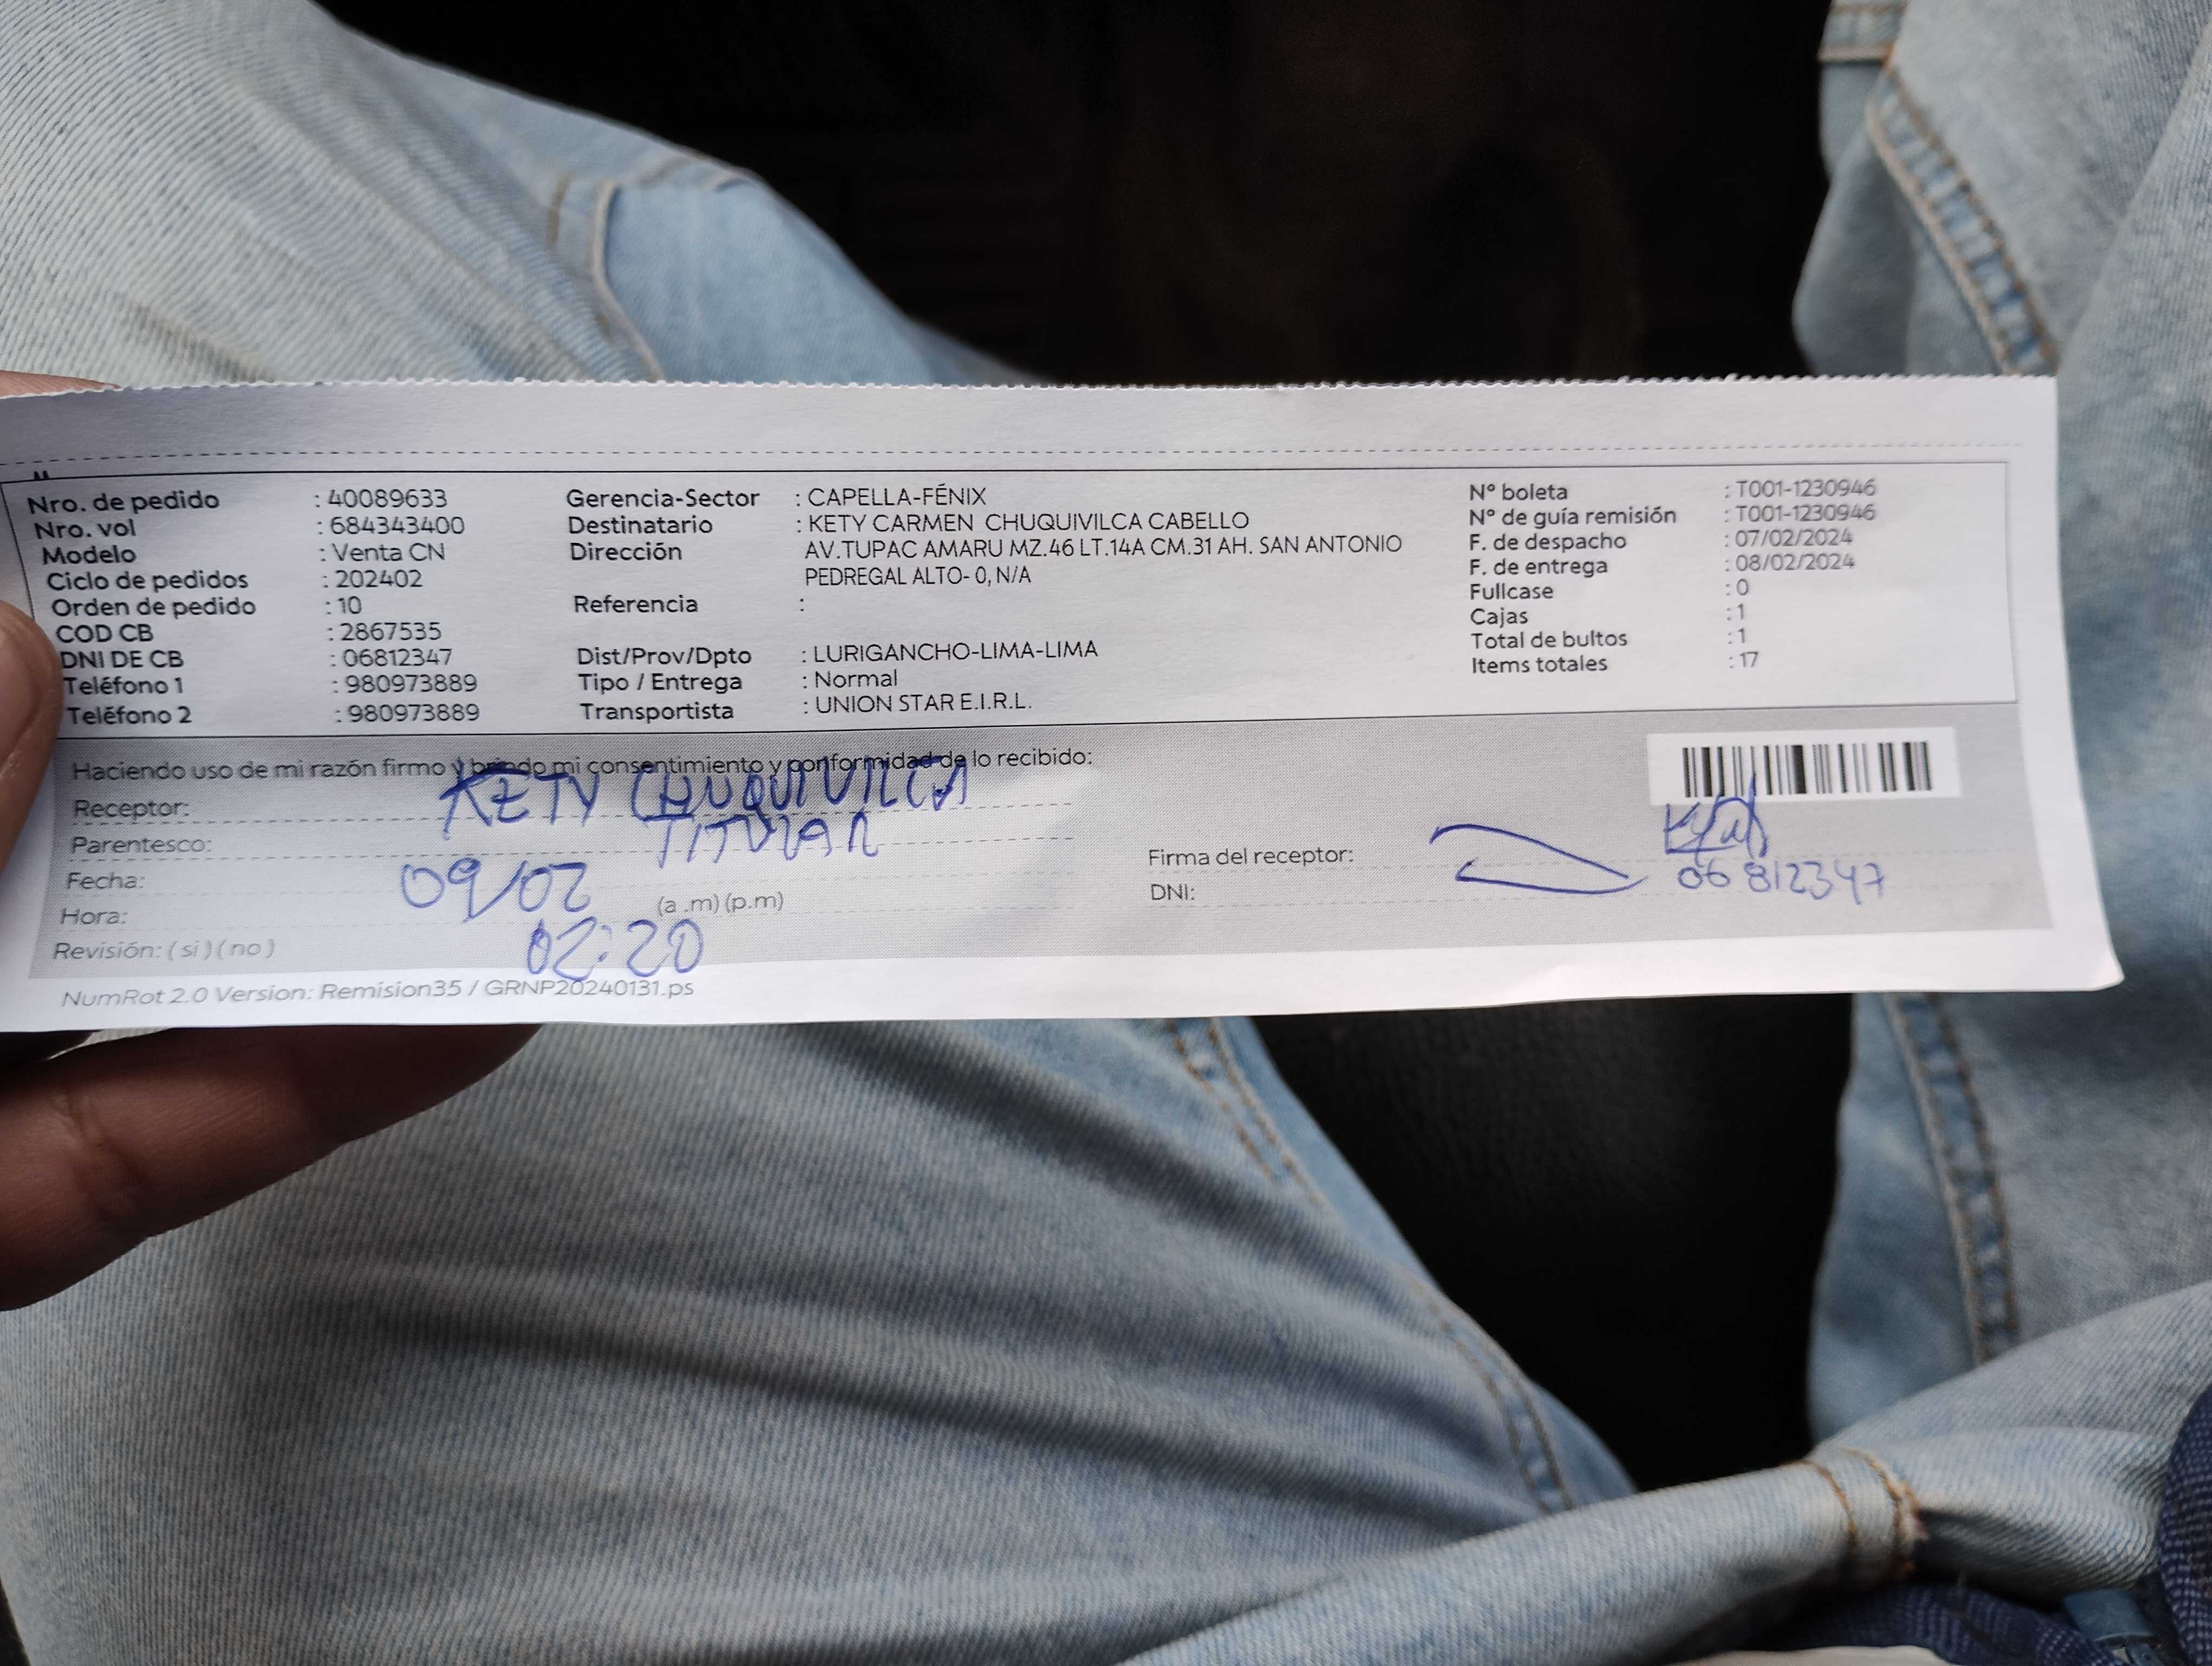 Nro. de pedido : 40089633
Nro. vol : 684343400
Modelo : Venta CN
Ciclo de pedidos : 202402
Orden de pedido : 10
COD CB : 2867535
DNI DE CB : 06812347
Teléfono 1 : 980973889
Teléfono 2 : 980973889
Gerencia-Sector : CAPELLA-FÉNIX
Destinatario : KETY CARMEN CHUQUIVILCA CABELLO
Dirección AV.TUPAC AMARU MZ.46 LT.14A CM.31 AH. SAN ANTONIO
PEDREGAL ALTO- 0, N/A
Referencia :
Dist/Prov/Dpto : LURIGANCHO-LIMA-LIMA
Tipo / Entrega : Normal
Transportista : UNION STAR E.I.R.L.
N° boleta : T001-1230946
N° de guía remisión : T001-1230946
F. de despacho : 07/02/2024
F. de entrega : 08/02/2024
Fullcase : 0
Cajas : 1
Total de bultos : 1
Items totales : 17
Haciendo uso de mi razón firmo y brindo mi consentimiento y conformidad de lo recibido:
Receptor: KETY CHUQUIVILCA
Parentesco: TITULAR
Fecha: 09/02
Hora: 02:20 (a .m) (p.m)
Revisión: ( si ) ( no )
Firma del receptor:
DNI: 06812347
NumRot 2.0 Version: Remision35 / GRNP20240131.ps